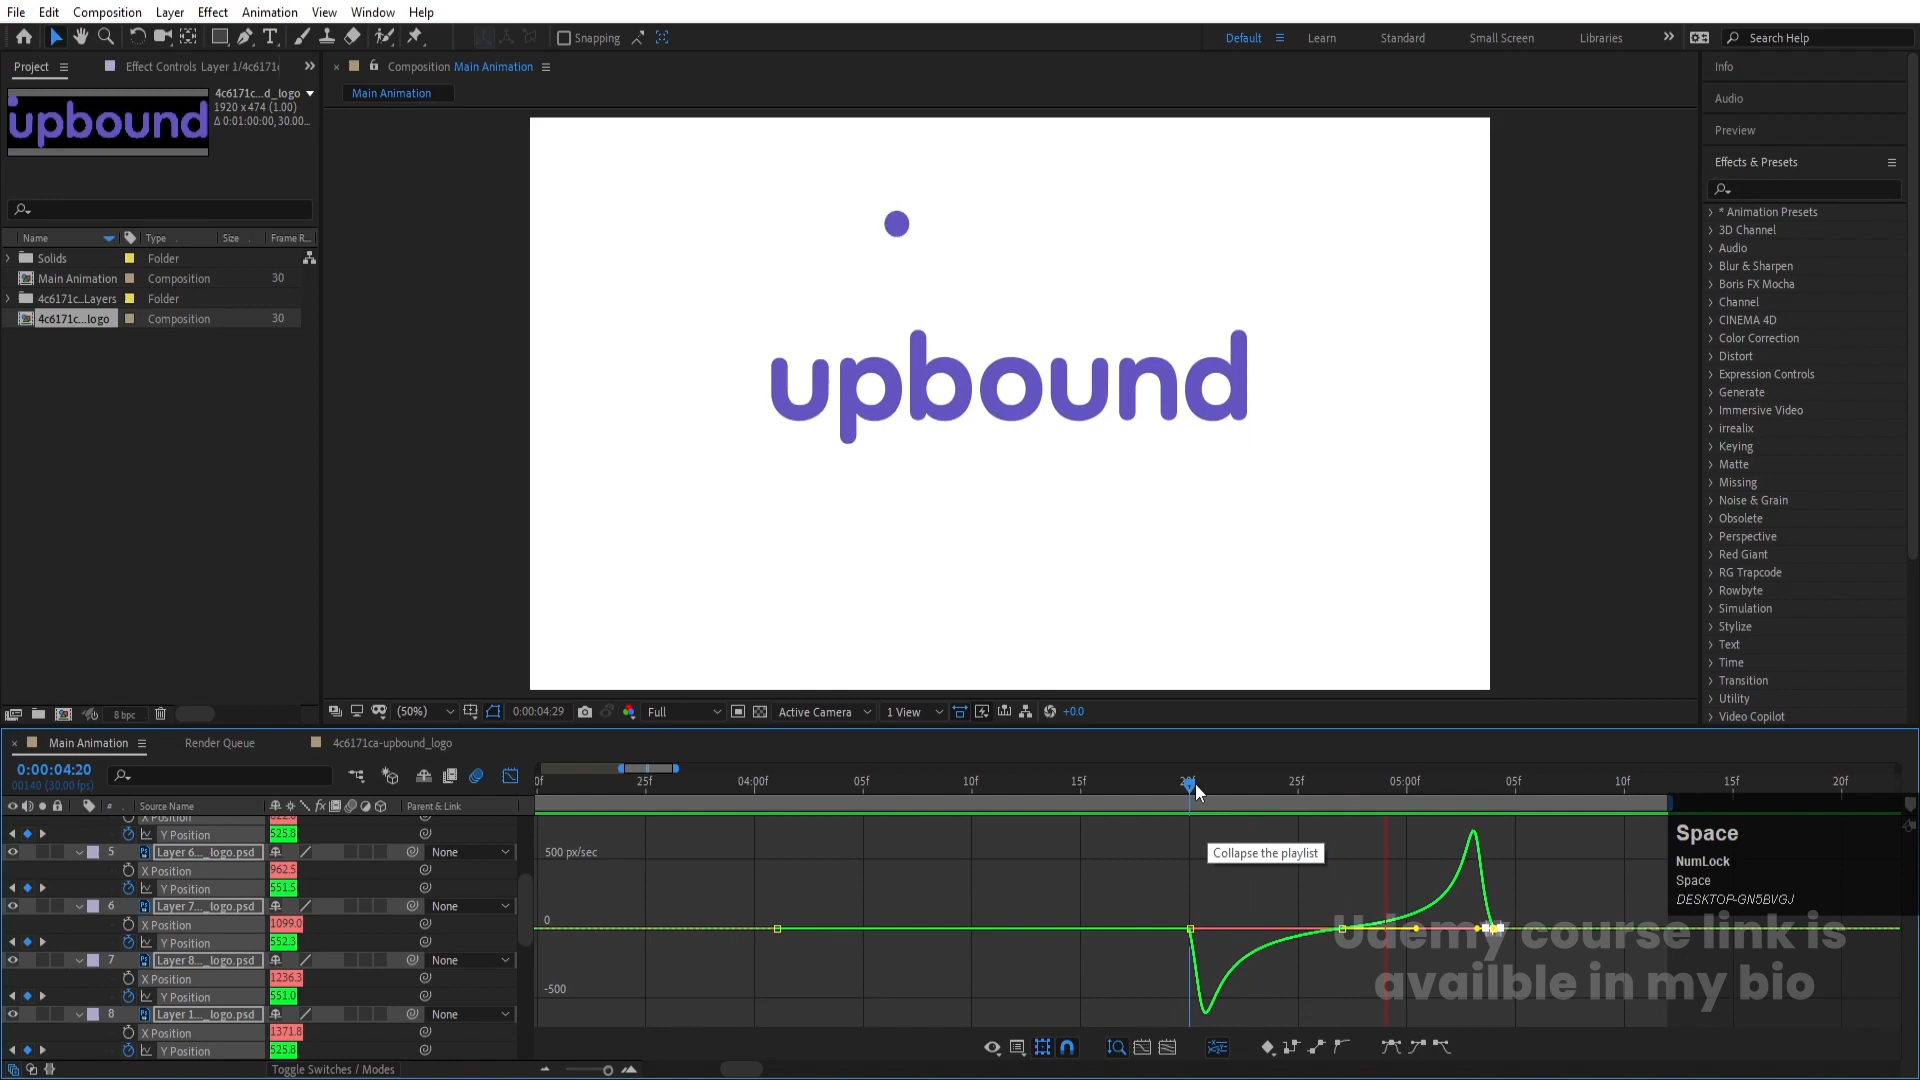 File Edit Composition Layer Effect Animation View Window Help
Snapping Default Learn Standard Small Screen Libraries Search Help
Project Effect Controls Layer 1/4c6171 Composition Main Animation Info
Main Animation
4c6171c...d_logo
1920 x 474 (1.00)
Δ 0:01:00:00, 30.00...
upbound
Audio
Preview
Effects & Presets
Name Type Size Frame R...
Solids Folder
Main Animation Composition 30
4c6171c...Layers Folder
4c6171c...logo Composition 30
upbound
* Animation Presets
3D Channel
Audio
Blur & Sharpen
Boris FX Mocha
Channel
CINEMA 4D
Color Correction
Distort
Expression Controls
Generate
Immersive Video
irrealix
Keying
Matte
Missing
Noise & Grain
Obsolete
Perspective
Red Giant
RG Trapcode
Rowbyte
Simulation
Stylize
Text
Time
Transition
Utility
Video Copilot
8 bpc
(50%) 0:00:04:29 Full Active Camera 1 View +0.0
Main Animation Render Queue 4c6171ca-upbound_logo
0:00:04:20
00140 (30.00 fps)
0f 25f 04:00f 05f 10f 15f 20f 25f 05:00f 05f 10f 15f 20f
# Source Name Parent & Link
X Position 822.0
Y Position 525.8
5 Layer 6..._logo.psd None
X Position 962.5
Y Position 551.5
6 Layer 7..._logo.psd None
X Position 1099.0
Y Position 552.3
7 Layer 8..._logo.psd None
X Position 1236.3
Y Position 551.0
8 Layer 1..._logo.psd None
X Position 1371.8
Y Position 525.8
Toggle Switches / Modes
500 px/sec
0
-500
Collapse the playlist
Space
NumLock
Space
DESKTOP-GN5BVGJ
Udemy course link is
availble in my bio